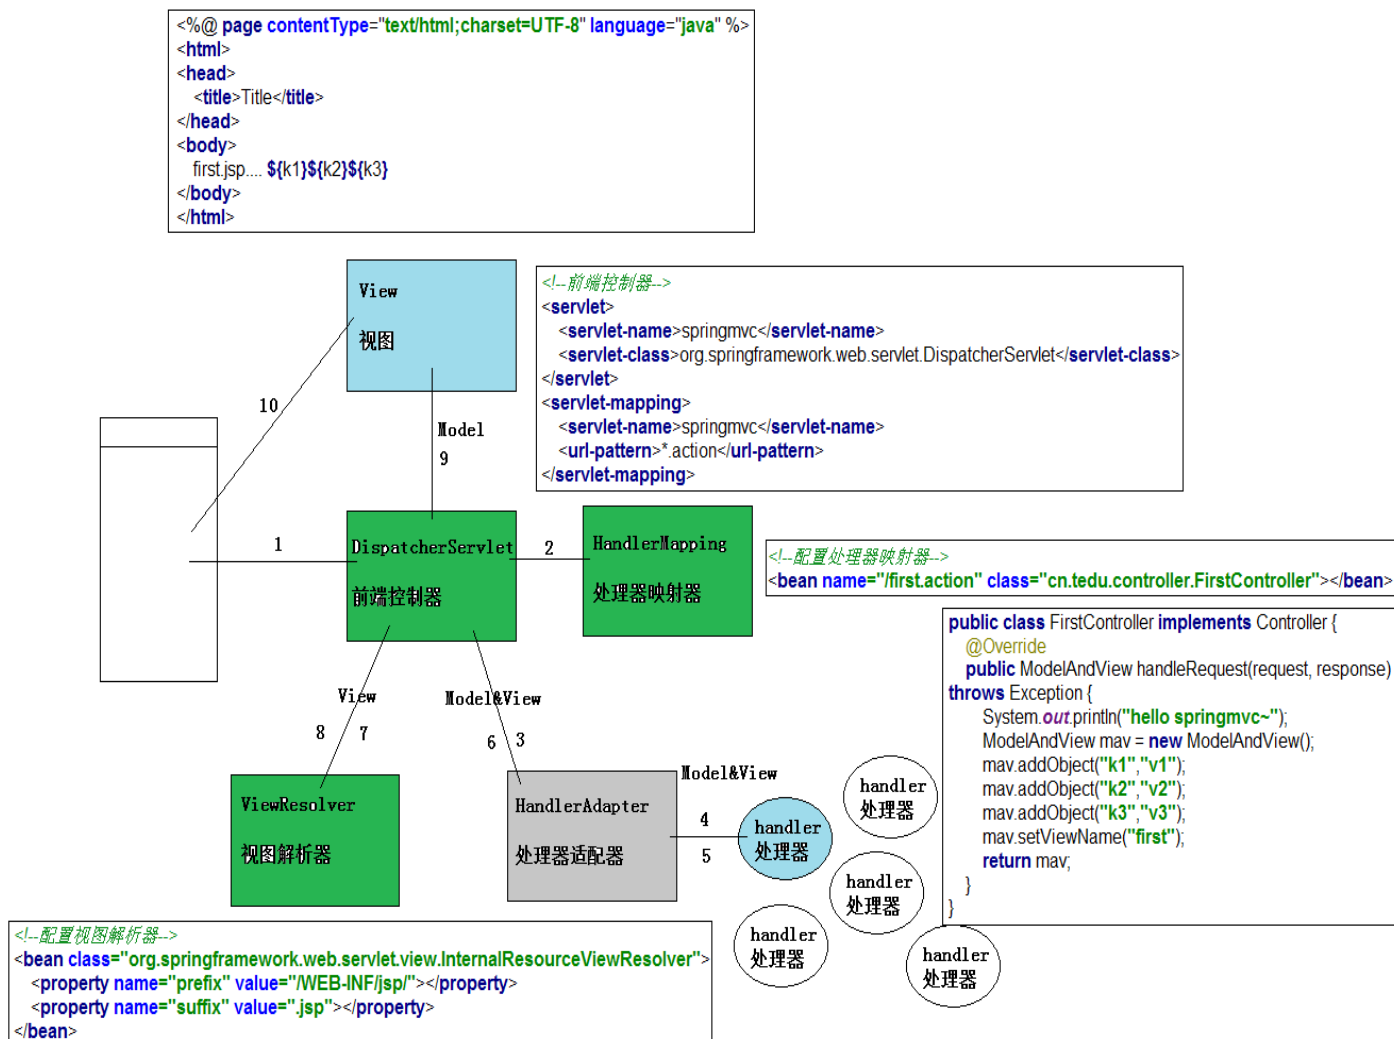 <%@ page contentType="text/html;charset=UTF-8" language="java" %>
<html>
<head>
<title>Title</title>
</head>
<body>
first.jsp.... ${k1}${k2}${k3}
</body>
</html>
View
视图
<!--前端控制器-->
<servlet>
<servlet-name>springmvc</servlet-name>
<servlet-class>org.springframework.web.servlet.DispatcherServlet</servlet-class>
</servlet>
<servlet-mapping>
<servlet-name>springmvc</servlet-name>
<url-pattern>*.action</url-pattern>
</servlet-mapping>
10
Model
9
1
DispatcherServlet
前端控制器
2
HandlerMapping
处理器映射器
<!--配置处理器映射器-->
<bean name="/first.action" class="cn.tedu.controller.FirstController"></bean>
public class FirstController implements Controller {
@Override
public ModelAndView handleRequest(request, response)
throws Exception {
System.out.println("hello springmvc~");
ModelAndView mav = new ModelAndView();
mav.addObject("k1","v1");
mav.addObject("k2","v2");
mav.addObject("k3","v3");
mav.setViewName("first");
return mav;
}
}
View
8 7
Model&View
6 3
ViewResolver
视图解析器
HandlerAdapter
处理器适配器
Model&View
4
5
handler
处理器
handler
处理器
handler
处理器
handler
处理器
handler
处理器
<!--配置视图解析器-->
<bean class="org.springframework.web.servlet.view.InternalResourceViewResolver">
<property name="prefix" value="/WEB-INF/jsp/"></property>
<property name="suffix" value=".jsp"></property>
</bean>